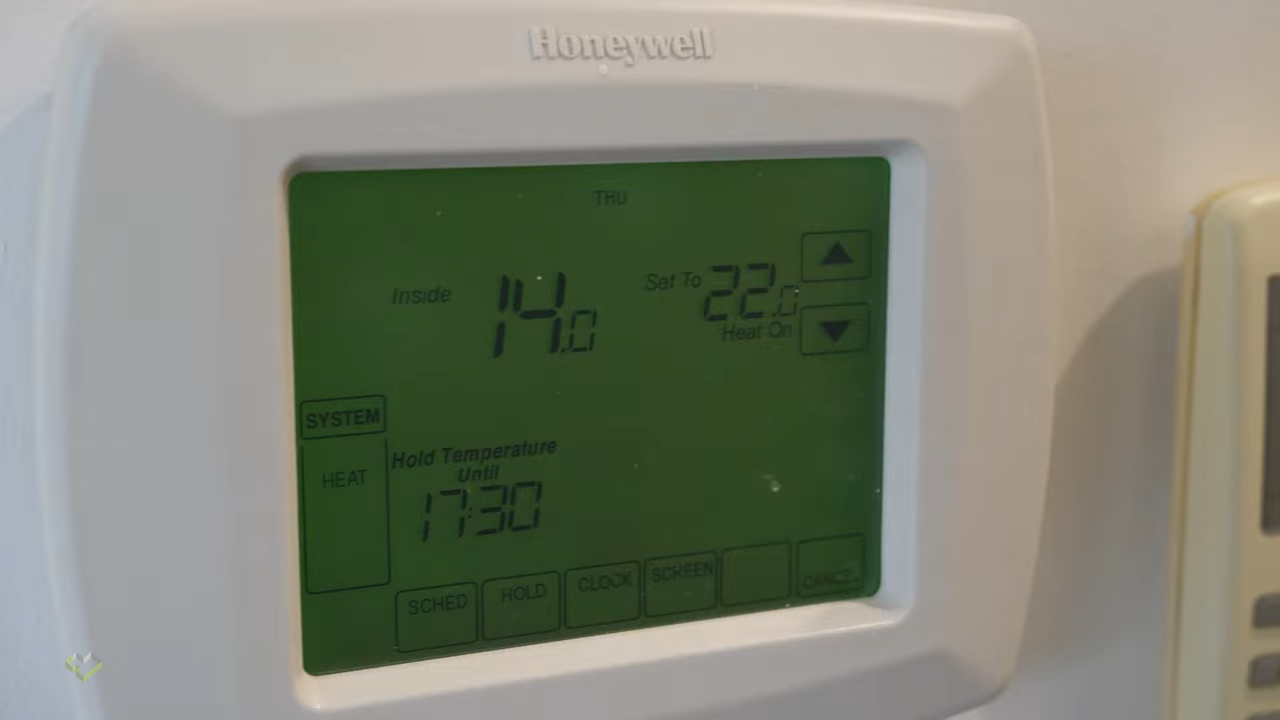 Honeywell
THU
Inside 14.0
Set To 22.0
Heat On
SYSTEM
HEAT
Hold Temperature
Until
17:30
SCHED HOLD CLOCK SCREEN CANCEL